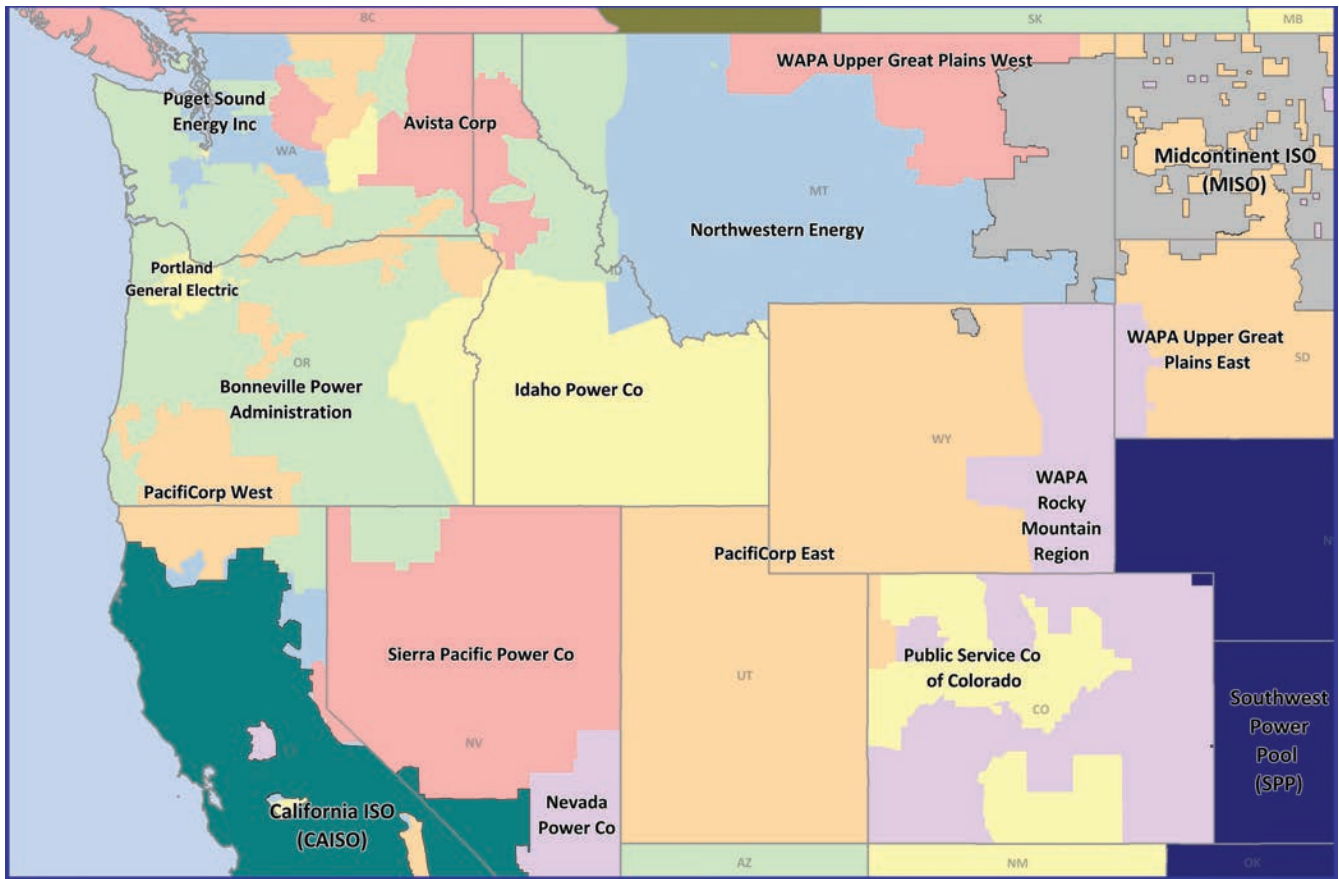 BC
SK
MB
WAPA Upper Great Plains West
Puget Sound
Energy Inc
Avista Corp
WA
Midcontinent ISO
(MISO)
MT
Northwestern Energy
ID
Portland
General Electric
WAPA Upper Great
Plains East
SD
OR
Bonneville Power
Administration
Idaho Power Co
WY
PacifiCorp West
WAPA
Rocky
Mountain
Region
N
PacifiCorp East
Sierra Pacific Power Co
Public Service Co
of Colorado
UT
CO
NV
Southwest
Power
Pool
(SPP)
Nevada
Power Co
California ISO
(CAISO)
AZ
NM
OK